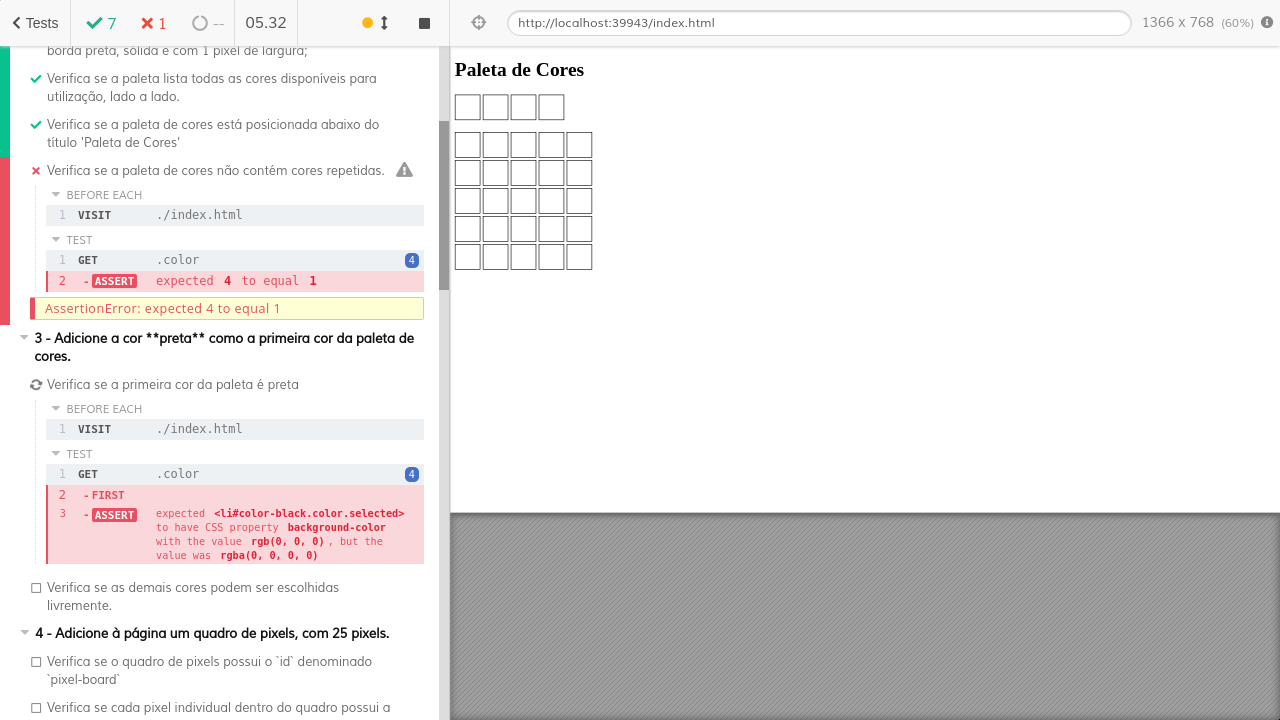 Tests
7
1
--
05.32
http://localhost:39943/index.html
1366 x 768 (60%)
borda preta, sólida e com 1 pixel de largura;
Verifica se a paleta lista todas as cores disponíveis para
utilização, lado a lado.
Verifica se a paleta de cores está posicionada abaixo do
título 'Paleta de Cores'
Verifica se a paleta de cores não contém cores repetidas.
BEFORE EACH
1 VISIT ./index.html
TEST
1 GET .color 4
2 - ASSERT expected 4 to equal 1
AssertionError: expected 4 to equal 1
3 - Adicione a cor **preta** como a primeira cor da paleta de
cores.
Verifica se a primeira cor da paleta é preta
BEFORE EACH
1 VISIT ./index.html
TEST
1 GET .color 4
2 - FIRST
3 - ASSERT expected <li#color-black.color.selected>
to have CSS property background-color
with the value rgb(0, 0, 0), but the
value was rgba(0, 0, 0, 0)
Verifica se as demais cores podem ser escolhidas
livremente.
4 - Adicione à página um quadro de pixels, com 25 pixels.
Verifica se o quadro de pixels possui o `id` denominado
`pixel-board`
Verifica se cada pixel individual dentro do quadro possui a
Paleta de Cores